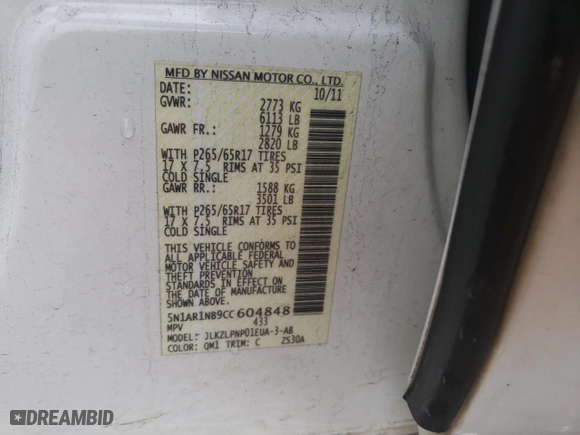 MFD BY NISSAN MOTOR CO., LTD.
DATE: 10/11
GVWR: 2773 KG
6113 LB
GAWR FR.: 1279 KG
2820 LB
WITH P265/65R17 TIRES
17 X 7.5 RIMS AT 35 PSI
COLD SINGLE
GAWR RR.: 1588 KG
3501 LB
WITH P265/65R17 TIRES
17 X 7.5 RIMS AT 35 PSI
COLD SINGLE
THIS VEHICLE CONFORMS TO
ALL APPLICABLE FEDERAL
MOTOR VEHICLE SAFETY AND
THEFT PREVENTION
STANDARDS IN EFFECT ON
THE DATE OF MANUFACTURE
SHOWN ABOVE.
5N1AR1NB9CC604848
MPV 433
MODEL: JLKZLPNP01EUA-3-AB
COLOR: QM1 TRIM: C ZS30A
DREAMBID